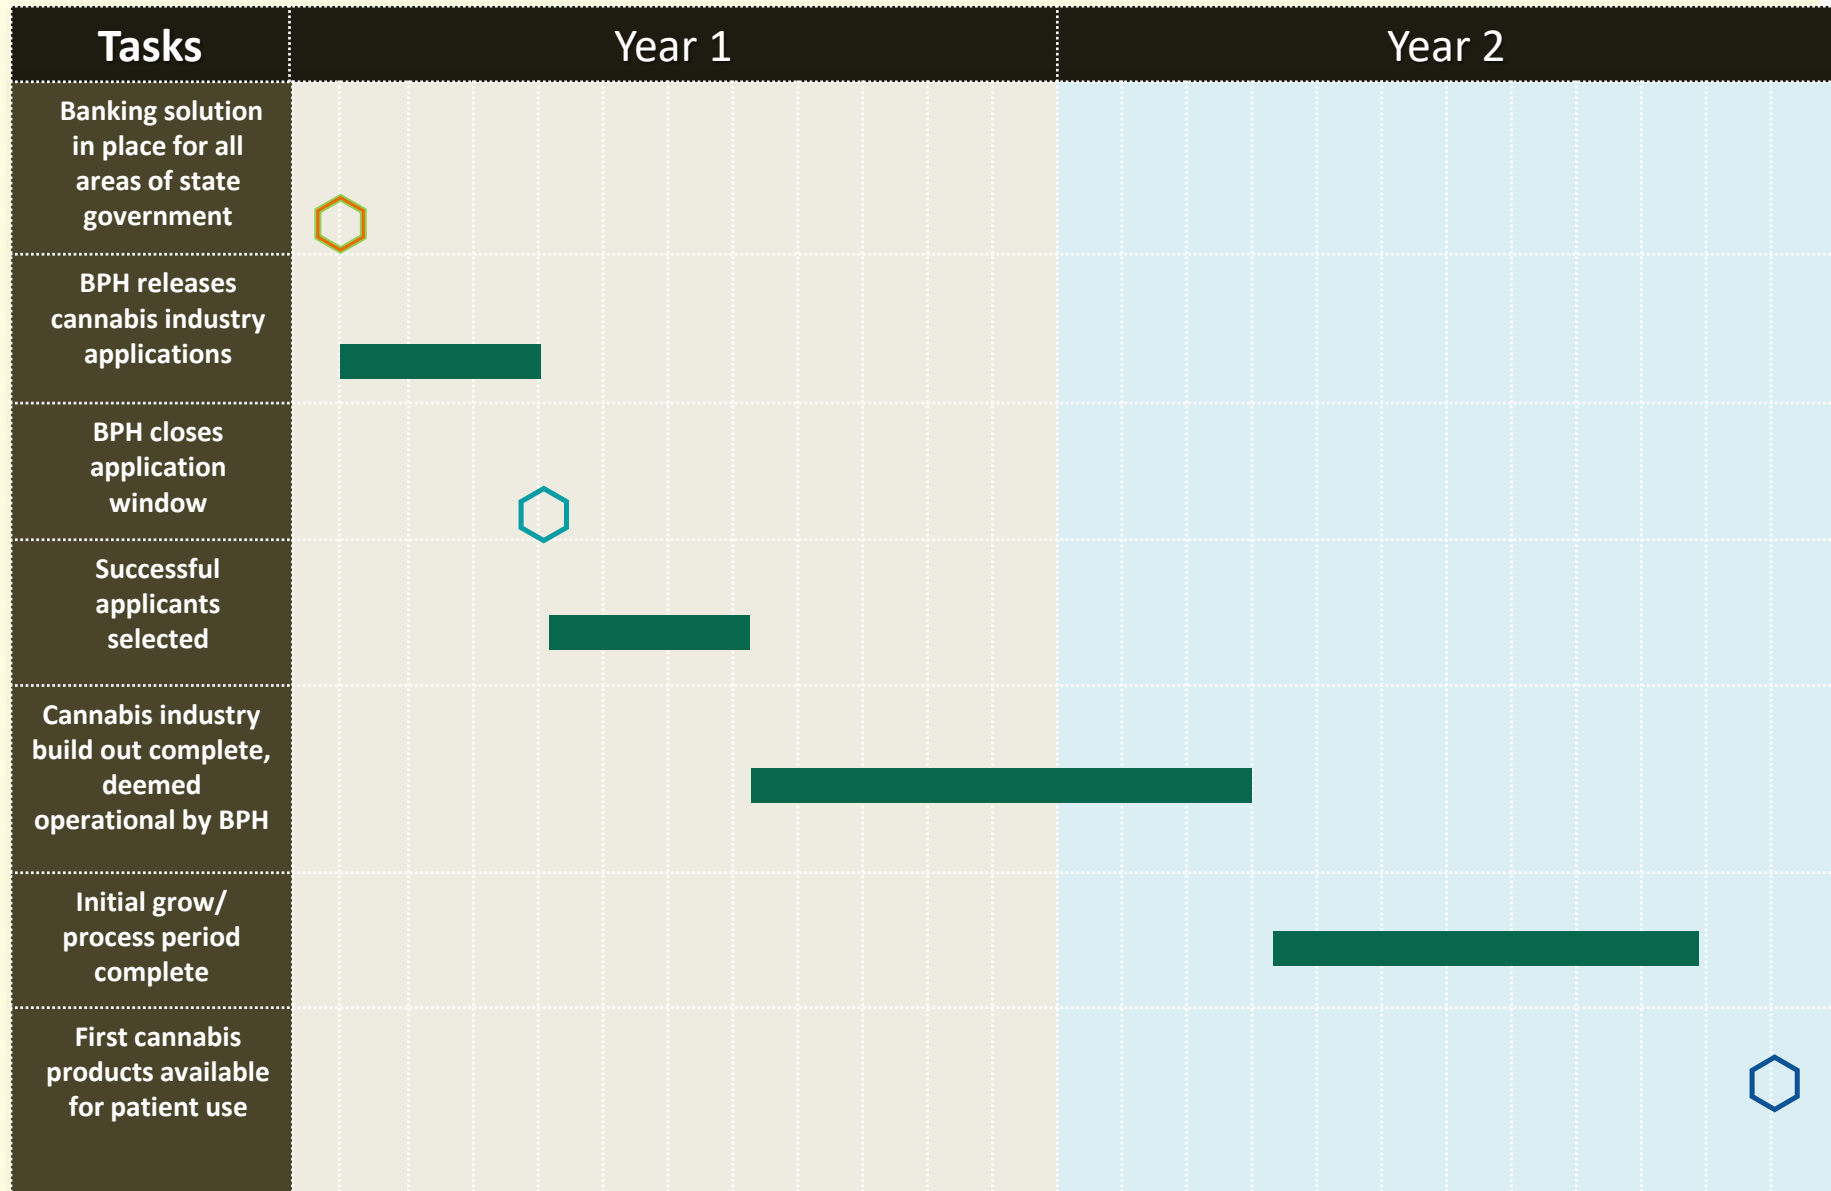 Tasks
Year 1
Year 2
Banking solution
in place for all
areas of state
government
BPH releases
cannabis industry
applications
BPH closes
application
window
Successful
applicants
selected
Cannabis industry
build out complete,
deemed
operational by BPH
Initial grow/
process period
complete
First cannabis
products available
for patient use